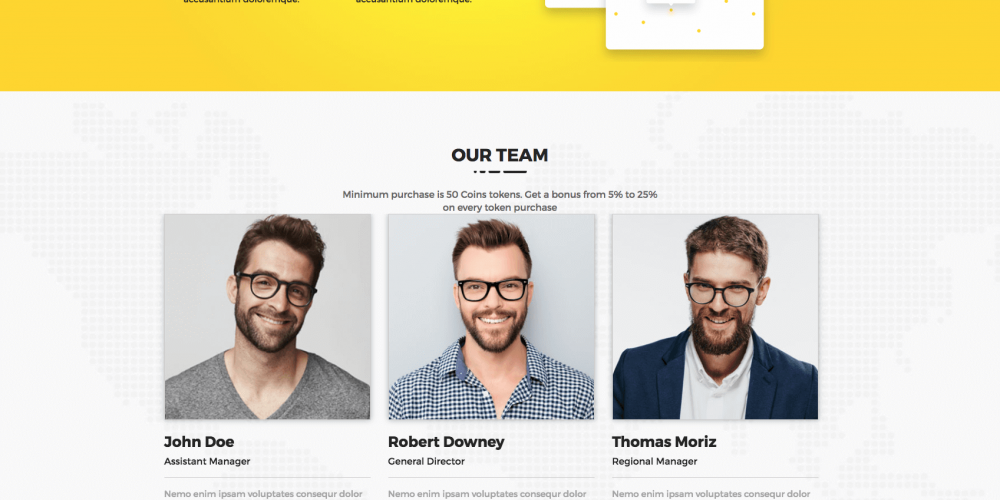 accusantium doloremque.
accusantium doloremque.
OUR TEAM
Minimum purchase is 50 Coins tokens. Get a bonus from 5% to 25%
on every token purchase
John Doe
Robert Downey
Thomas Moriz
Assistant Manager
General Director
Regional Manager
Nemo enim ipsam voluptates consequr dolor
Nemo enim ipsam voluptates consequr dolor
Nemo enim ipsam voluptates consequr dolor